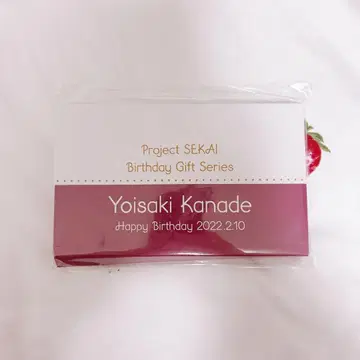 Project SEKAI
Birthday Gift Series
Yoisaki Kanade
Happy Birthday 2022.2.10